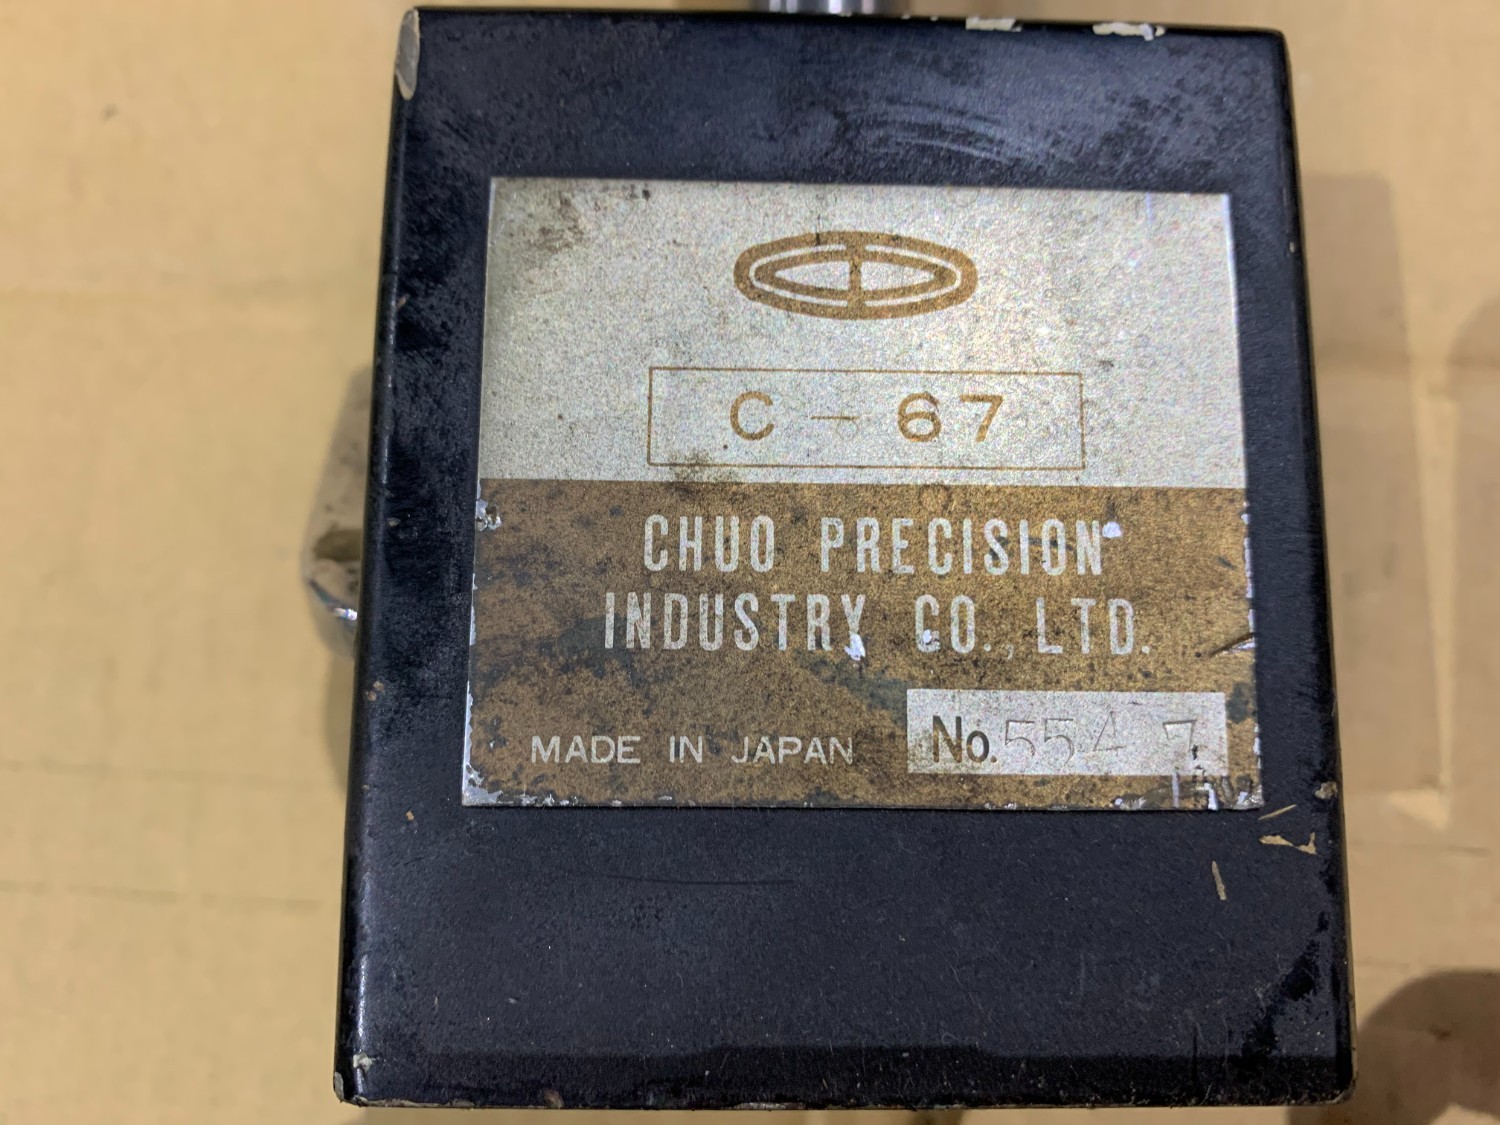 C - 67
CHUO PRECISION
INDUSTRY CO., LTD.
MADE IN JAPAN
No. 554 7